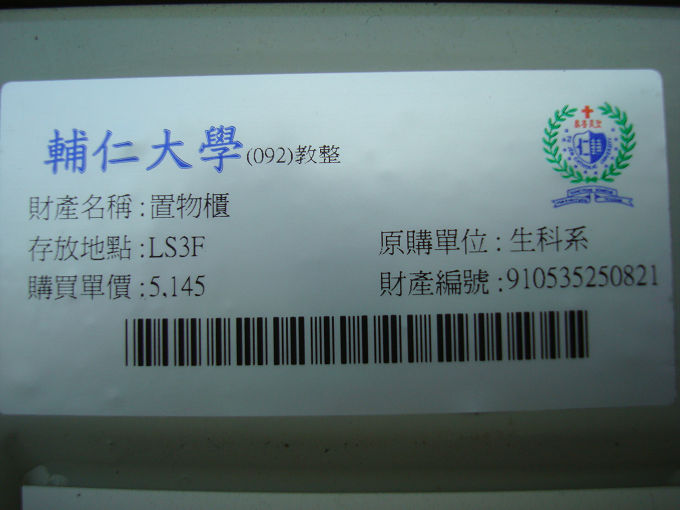 輔仁大學(092)教整
財產名稱:置物櫃
存放地點:LS3F 原購單位:生科系
購買單價:5,145 財產編號:910535250821